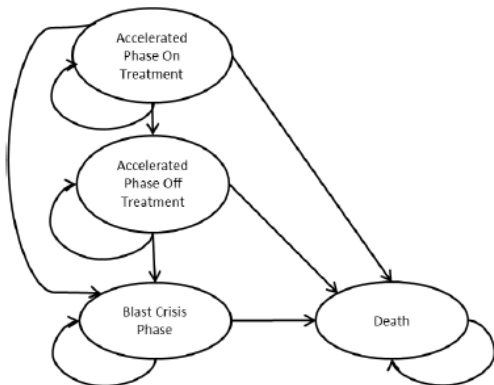 Accelerated
Phase On
Treatment
Accelerated
Phase Off
Treatment
Blast Crisis
Phase
Death